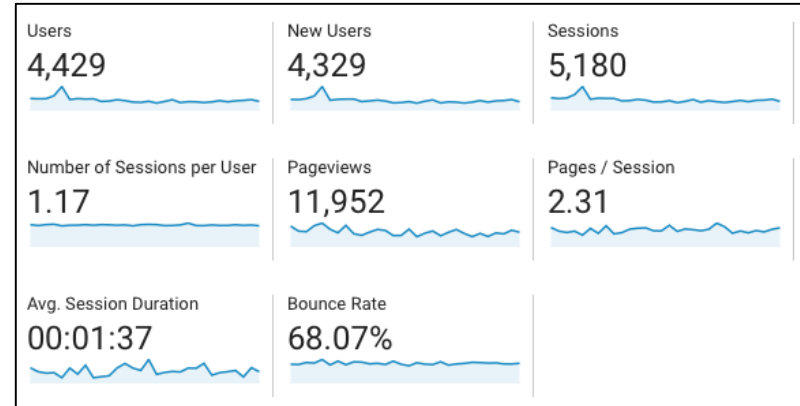 Users
4,429
New Users
4,329
Sessions
5,180
Number of Sessions per User
1.17
Pageviews
11,952
Pages / Session
2.31
Avg. Session Duration
00:01:37
Bounce Rate
68.07%